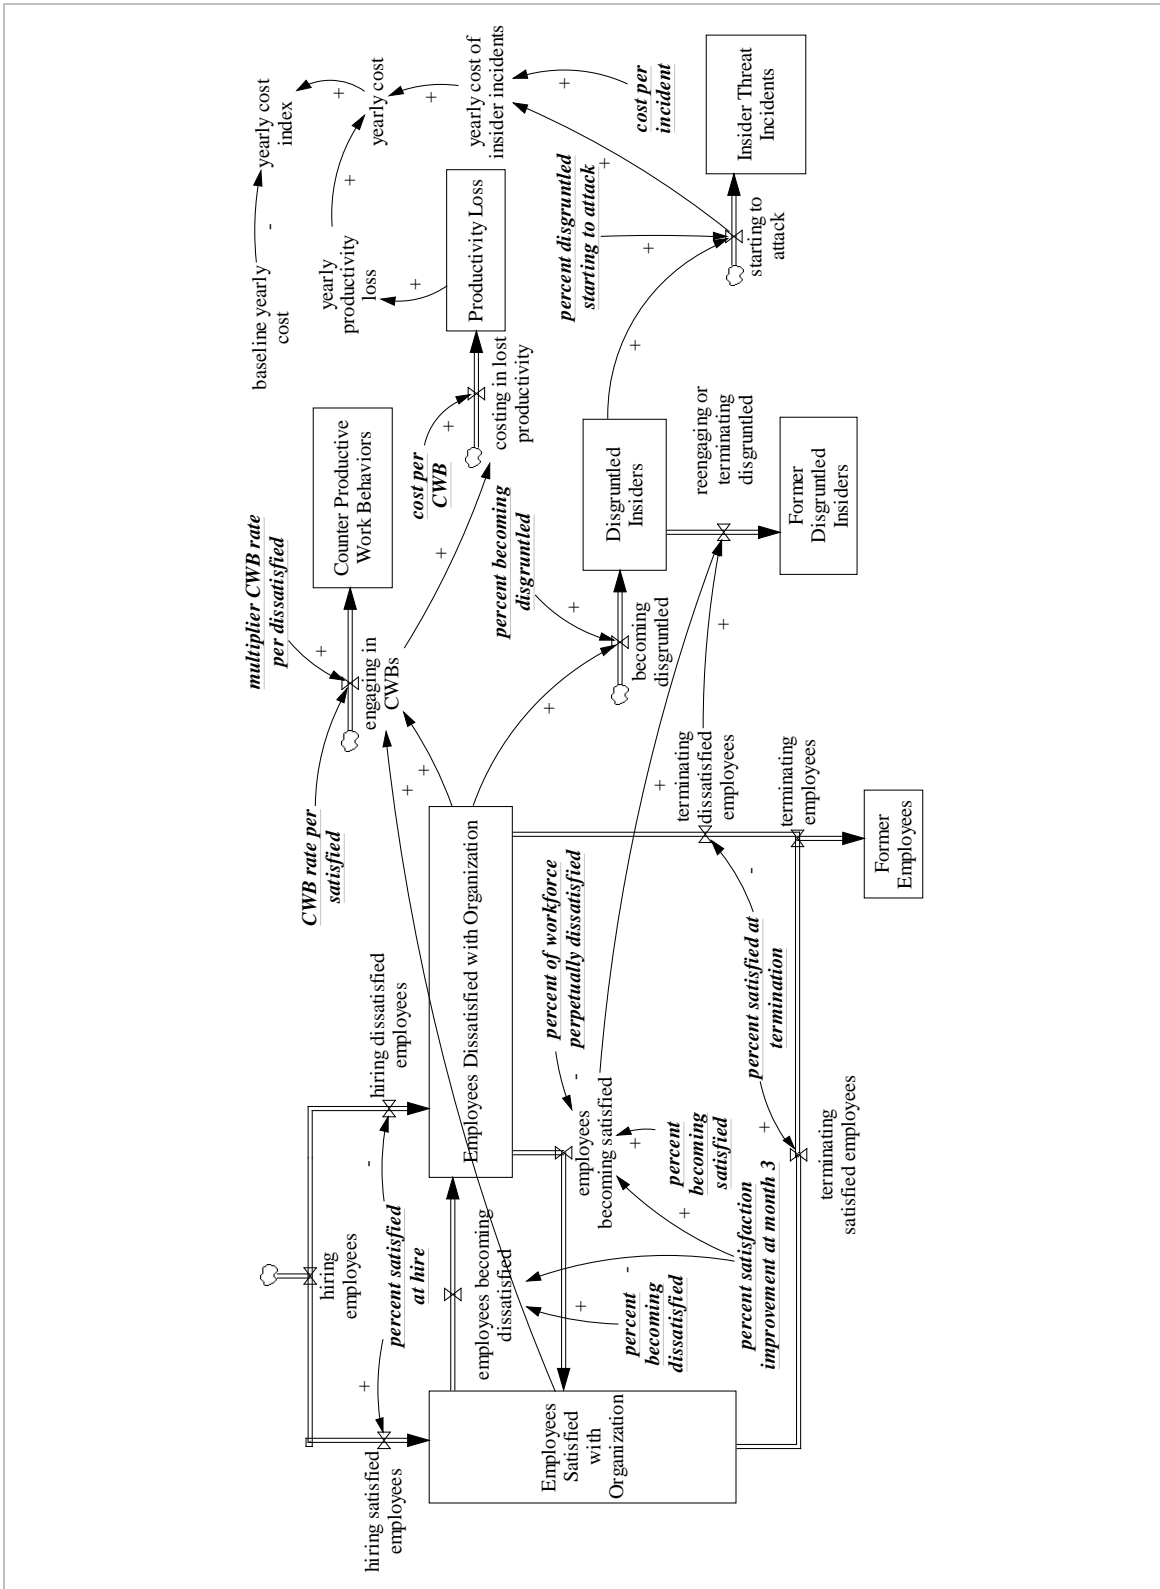 hiring satisfied
employees
+
percent satisfied
at hire
-
hiring
employees
hiring dissatisfied
employees
Employees
Satisfied
with
Organization
employees becoming
dissatisfied
Employees Dissatisfied with Organization
+
percent
becoming
dissatisfied
-
percent satisfaction
improvement at month 3
+
percent
becoming
satisfied
+
employees
becoming satisfied
-
percent of workforce
perpetually dissatisfied
terminating
satisfied employees
+
percent satisfied at
termination
-
terminating
dissatisfied
employees
terminating
employees
Former
Employees
CWB rate per
satisfied
multiplier CWB rate
per dissatisfied
+
engaging in
CWBs
+
+
Counter Productive
Work Behaviors
+
cost per
CWB
+
costing in lost
productivity
Productivity Loss
+
yearly
productivity
loss
+
baseline yearly
cost
-
yearly cost
index
+
yearly cost
+
yearly cost of
insider incidents
+
cost per
incident
+
percent becoming
disgruntled
+
+
becoming
disgruntled
Disgruntled
Insiders
+
+
reengaging or
terminating
disgruntled
Former
Disgruntled
Insiders
+
percent disgruntled
starting to attack
+
starting to
attack
Insider Threat
Incidents